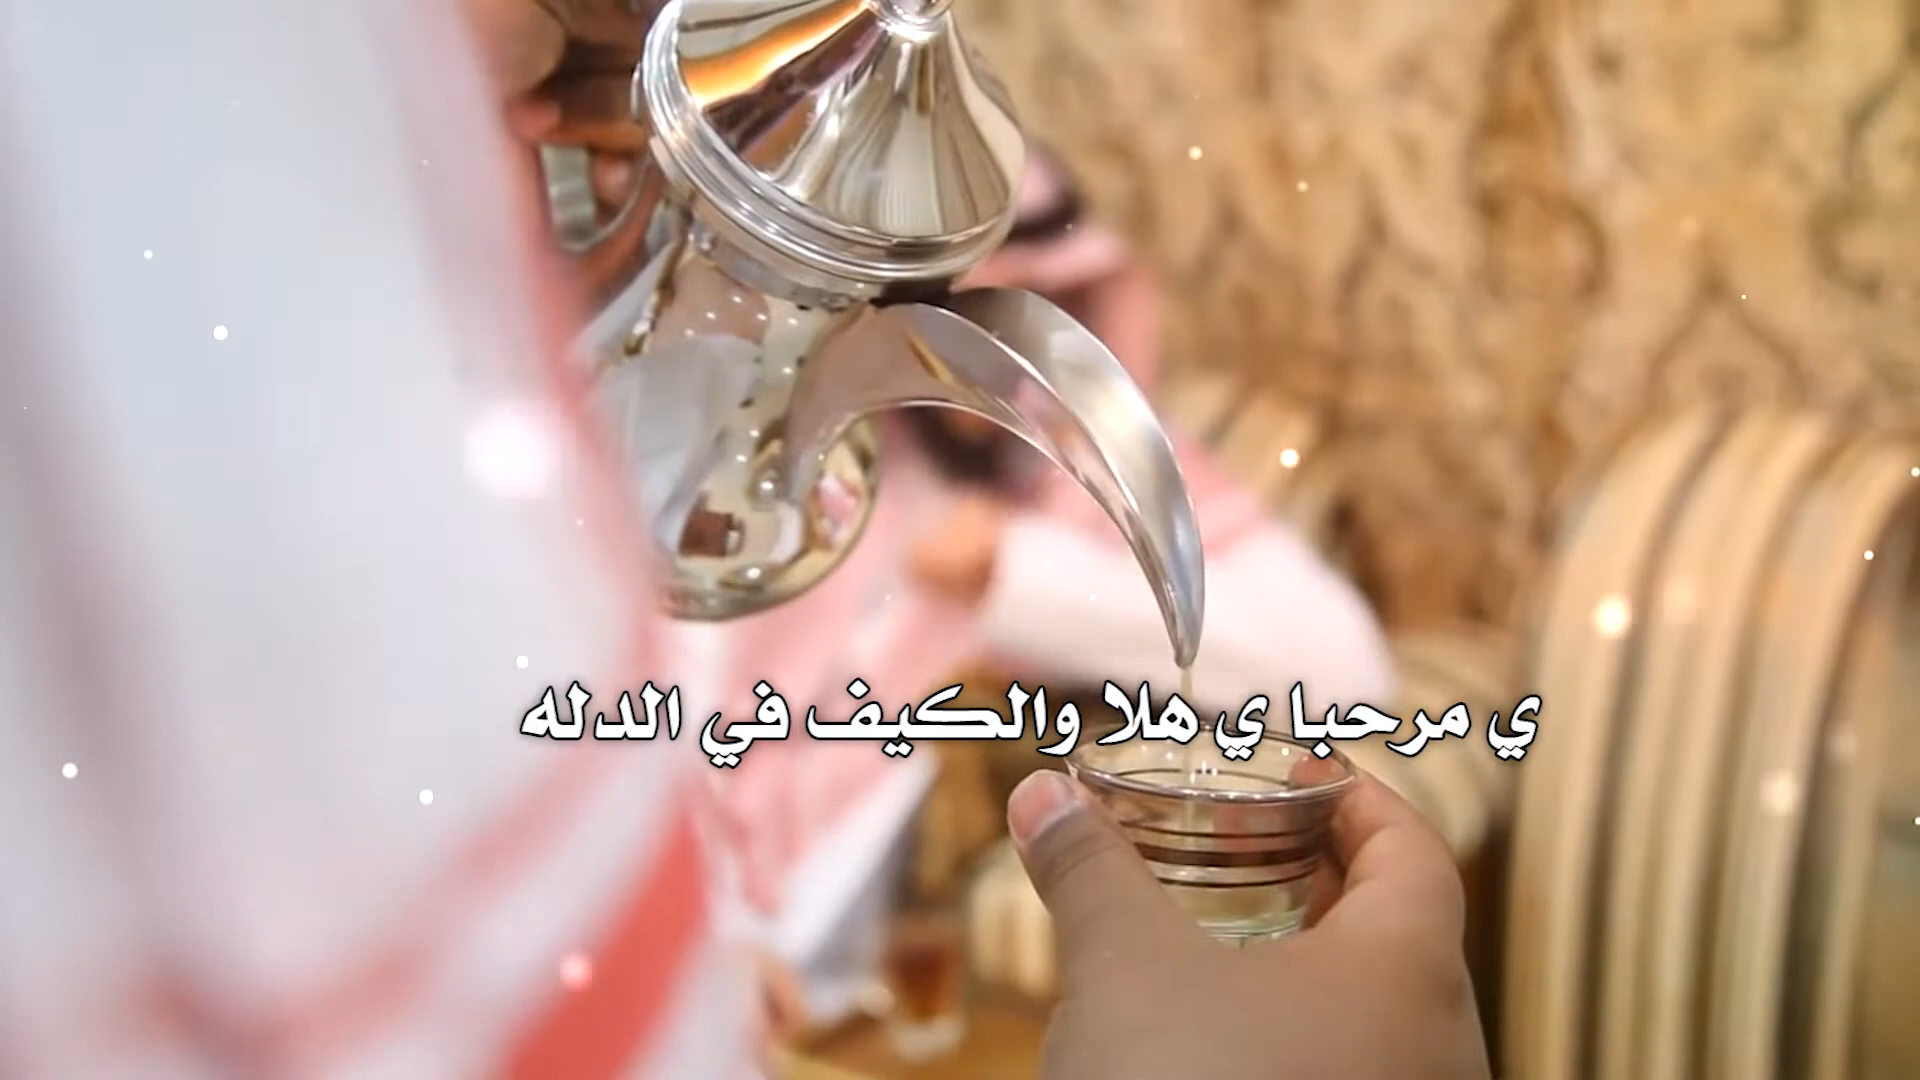 ي مرحبا ي هلا والكيف في الدله